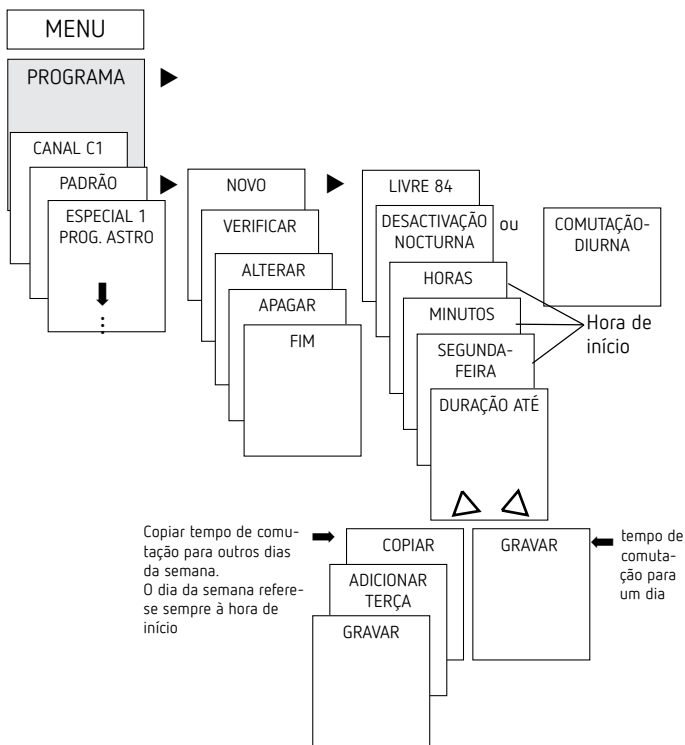 MENU
PROGRAMA
CANAL C1
PADRÃO
ESPECIAL 1
PROG. ASTRO
NOVO
VERIFICAR
ALTERAR
APAGAR
FIM
LIVRE 84
DESACTIVAÇÃO
NOCTURNA
ou
COMUTAÇÃO-
DIURNA
HORAS
MINUTOS
SEGUNDA-
FEIRA
Hora de
início
DURAÇÃO ATÉ
Copiar tempo de comu-
tação para outros dias
da semana.
O dia da semana refere-
se sempre à hora de
início
COPIAR
ADICIONAR
TERÇA
GRAVAR
GRAVAR
tempo de
comuta-
ção para
um dia